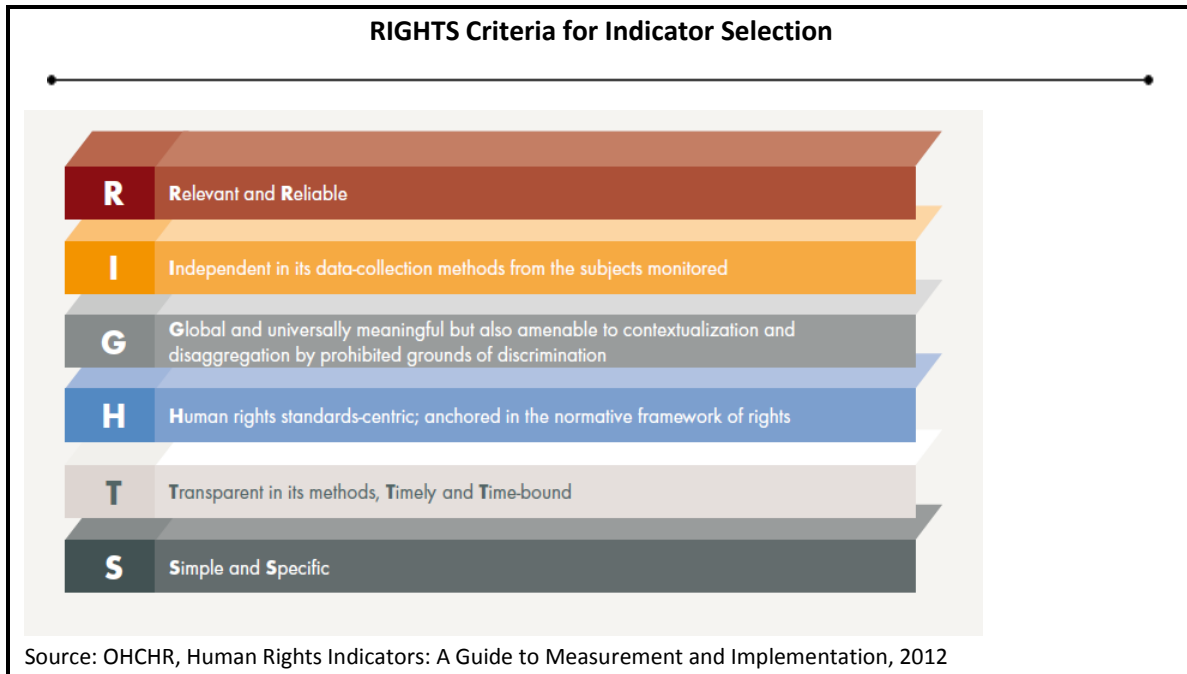 RIGHTS Criteria for Indicator Selection
R
Relevant and Reliable
I
Independent in its data-collection methods from the subjects monitored
G
Global and universally meaningful but also amenable to contextualization and
disaggregation by prohibited grounds of discrimination
H
Human rights standards-centric; anchored in the normative framework of rights
T
Transparent in its methods, Timely and Time-bound
S
Simple and Specific
Source: OHCHR, Human Rights Indicators: A Guide to Measurement and Implementation, 2012